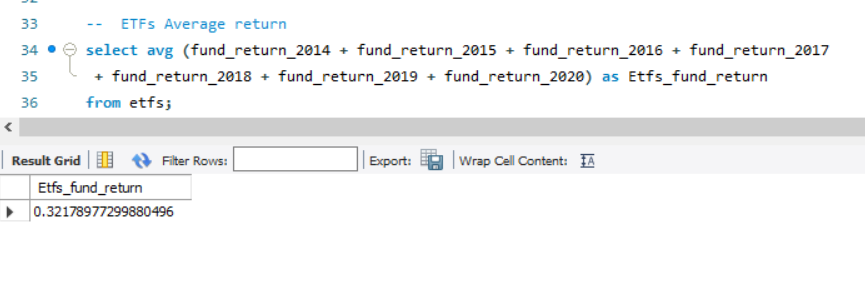 33 -- ETFs Average return
34 select avg (fund_return_2014 + fund_return_2015 + fund_return_2016 + fund_return_2017
35 + fund_return_2018 + fund_return_2019 + fund_return_2020) as Etfs_fund_return
36 from etfs;
Result Grid Filter Rows: Export: Wrap Cell Content: IA
Etfs_fund_return
0.32178977299880496